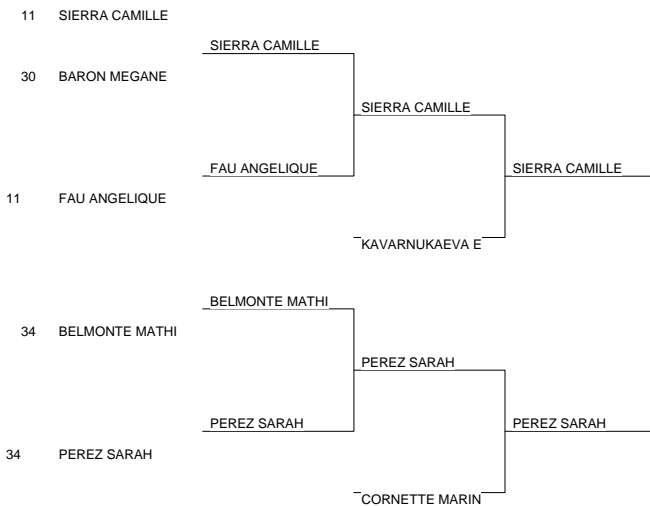 11 SIERRA CAMILLE
SIERRA CAMILLE
30 BARON MEGANE
SIERRA CAMILLE
FAU ANGELIQUE
SIERRA CAMILLE
11 FAU ANGELIQUE
KAVARNUKAEVA E
BELMONTE MATHI
34 BELMONTE MATHI
PEREZ SARAH
PEREZ SARAH
PEREZ SARAH
34 PEREZ SARAH
CORNETTE MARIN